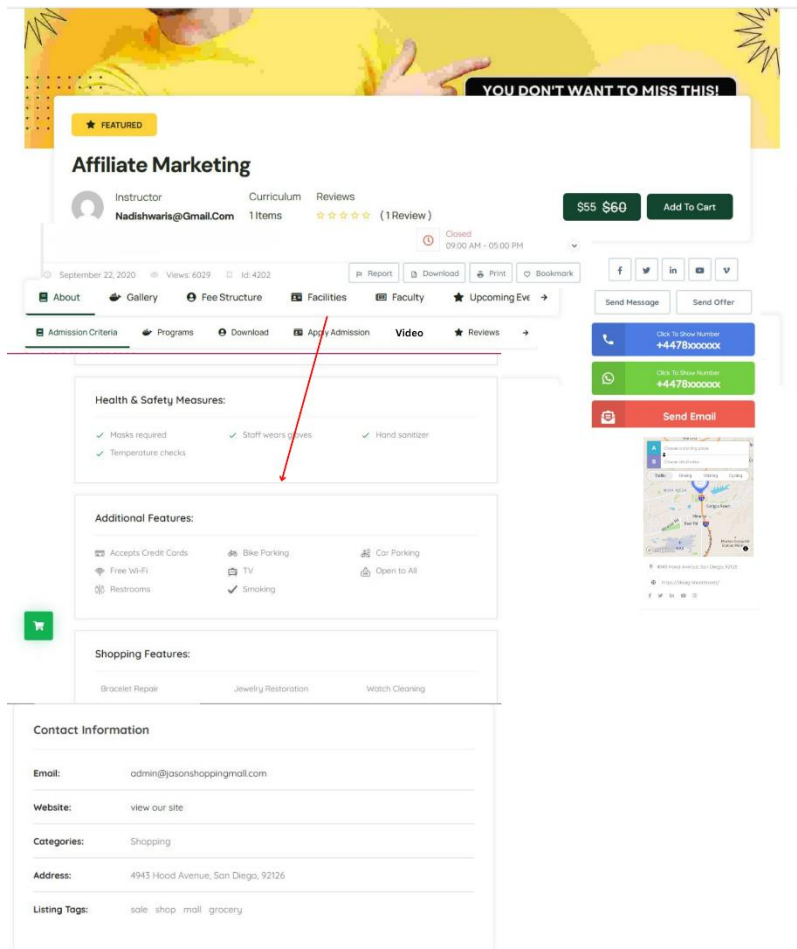 YOU DON'T WANT TO MISS THIS!
FEATURED
Affiliate Marketing
Instructor Curriculum Reviews
Nadishwaris@Gmail.Com 1 Items (1 Review)
$55 $60 Add To Cart
Closed
09:00 AM - 05:00 PM
September 22, 2020 Views: 6029 Id: 4202
Report Download Print Bookmark
About Gallery Fee Structure Facilities Faculty Upcoming Eve
Send Message Send Offer
Admission Criteria Programs Download Apply Admission Video Reviews
Click To Show Number
+4478xxxxxx
Click To Show Number
+4478xxxxxx
Send Email
Health & Safety Measures:
Masks required Staff wears gloves Hand sanitizer
Temperature checks
A
B
Additional Features:
Accepts Credit Cards Bike Parking Car Parking
Free Wi-Fi TV Open to All
Restrooms Smoking
4943 Hood Avenue, San Diego, 92126
Shopping Features:
Bracelet Repair Jewelry Restoration Watch Cleaning
Contact Information
Email: admin@jasonshoppingmall.com
Website: view our site
Categories: Shopping
Address: 4943 Hood Avenue, San Diego, 92126
Listing Tags: sale shop mall grocery